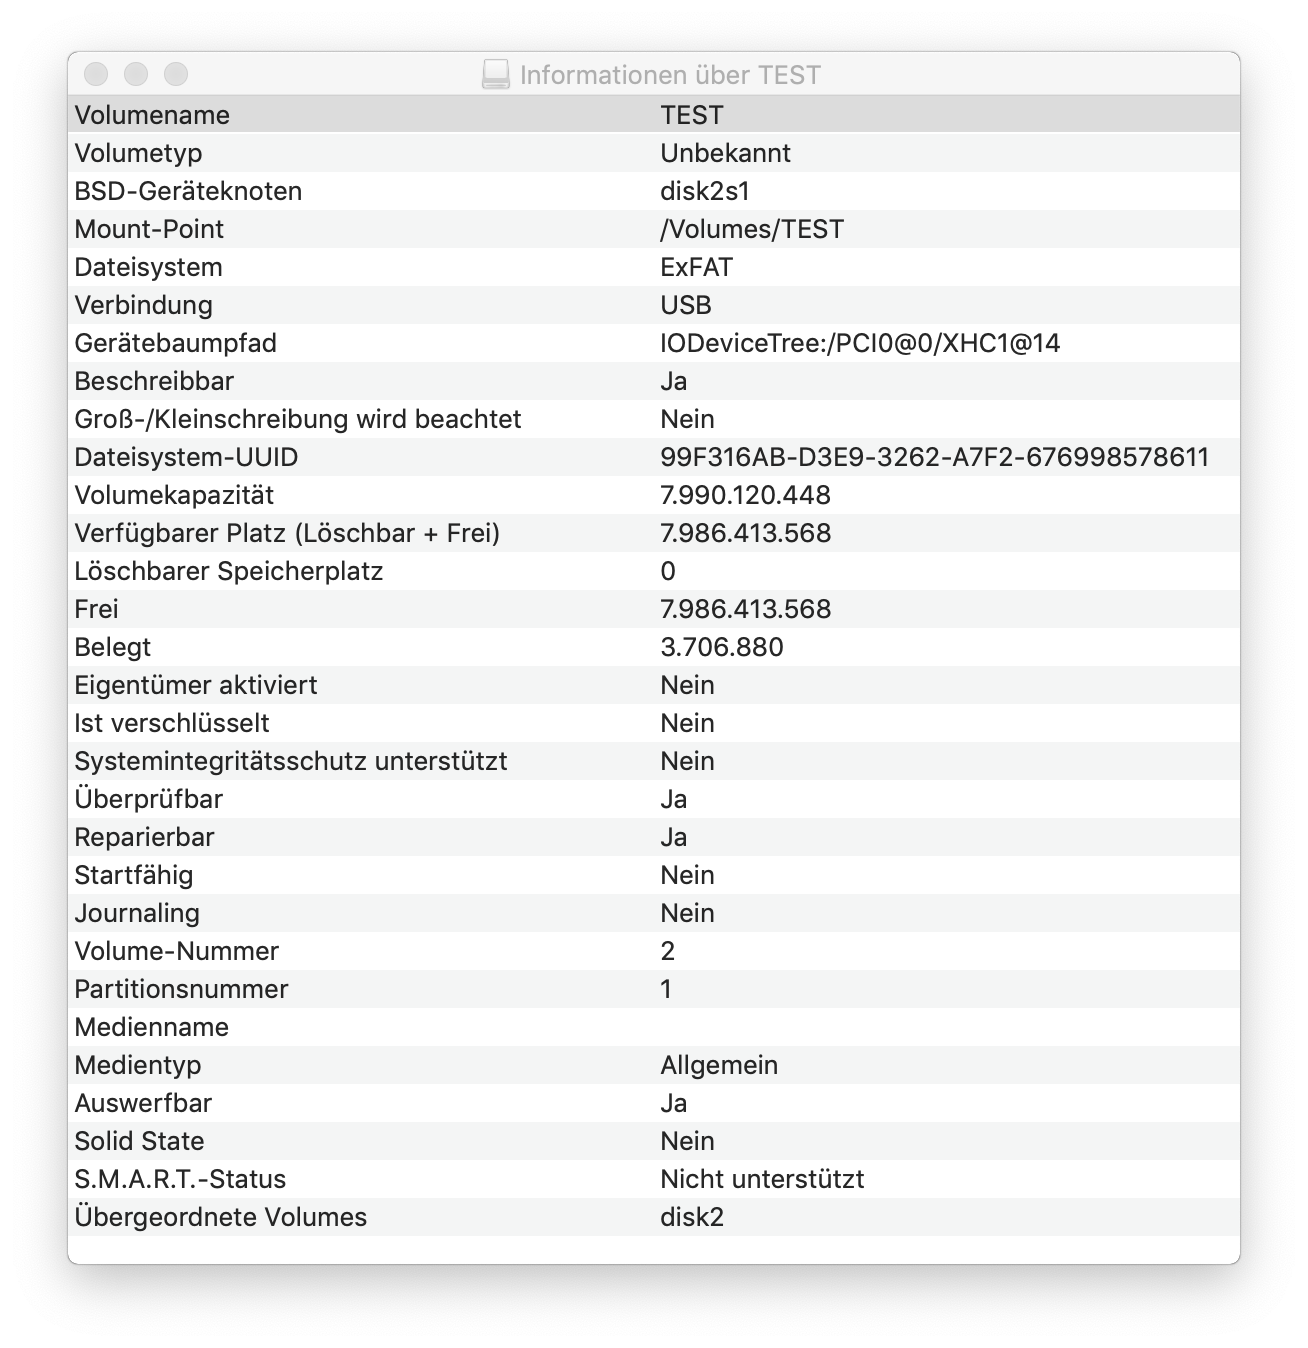 Informationen über TEST
Volumename TEST
Volumetyp Unbekannt
BSD-Geräteknoten disk2s1
Mount-Point /Volumes/TEST
Dateisystem ExFAT
Verbindung USB
Gerätebaumpfad IODeviceTree:/PCI0@0/XHC1@14
Beschreibbar Ja
Groß-/Kleinschreibung wird beachtet Nein
Dateisystem-UUID 99F316AB-D3E9-3262-A7F2-676998578611
Volumekapazität 7.990.120.448
Verfügbarer Platz (Löschbar + Frei) 7.986.413.568
Löschbarer Speicherplatz 0
Frei 7.986.413.568
Belegt 3.706.880
Eigentümer aktiviert Nein
Ist verschlüsselt Nein
Systemintegritätsschutz unterstützt Nein
Überprüfbar Ja
Reparierbar Ja
Startfähig Nein
Journaling Nein
Volume-Nummer 2
Partitionsnummer 1
Medienname
Medientyp Allgemein
Auswerfbar Ja
Solid State Nein
S.M.A.R.T.-Status Nicht unterstützt
Übergeordnete Volumes disk2